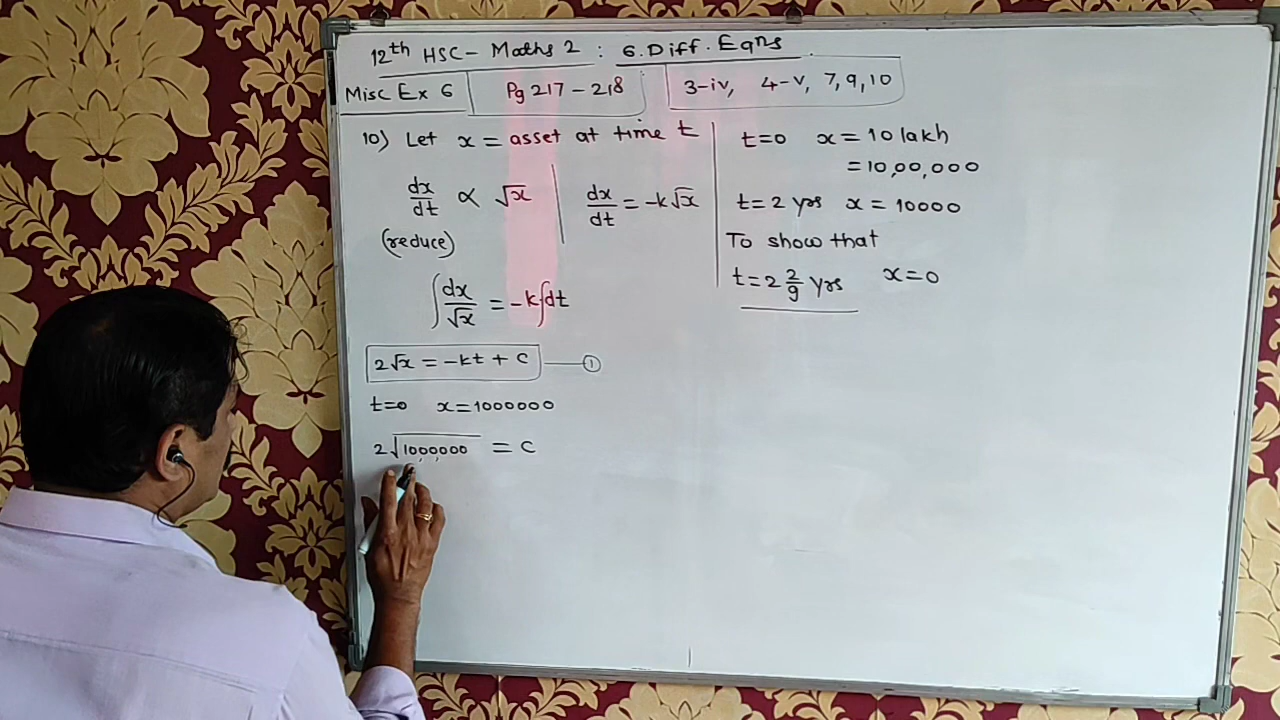 12th HSC - Maths 2 : 6. Diff. Eqns
Misc Ex 6 Pg 217 - 218 3-iv, 4-v, 7, 9, 10
10) Let x = asset at time t
dx/dt ∝ √x dx/dt = -k√x
(reduce)
∫ dx/√x = -k∫dt
2√x = -kt + c ①
t=0 x=1000000
2√1000000 = c
t=0 x = 10 lakh
= 10,00,000
t = 2 yrs x = 10000
To show that
t = 2 2/9 yrs x = 0